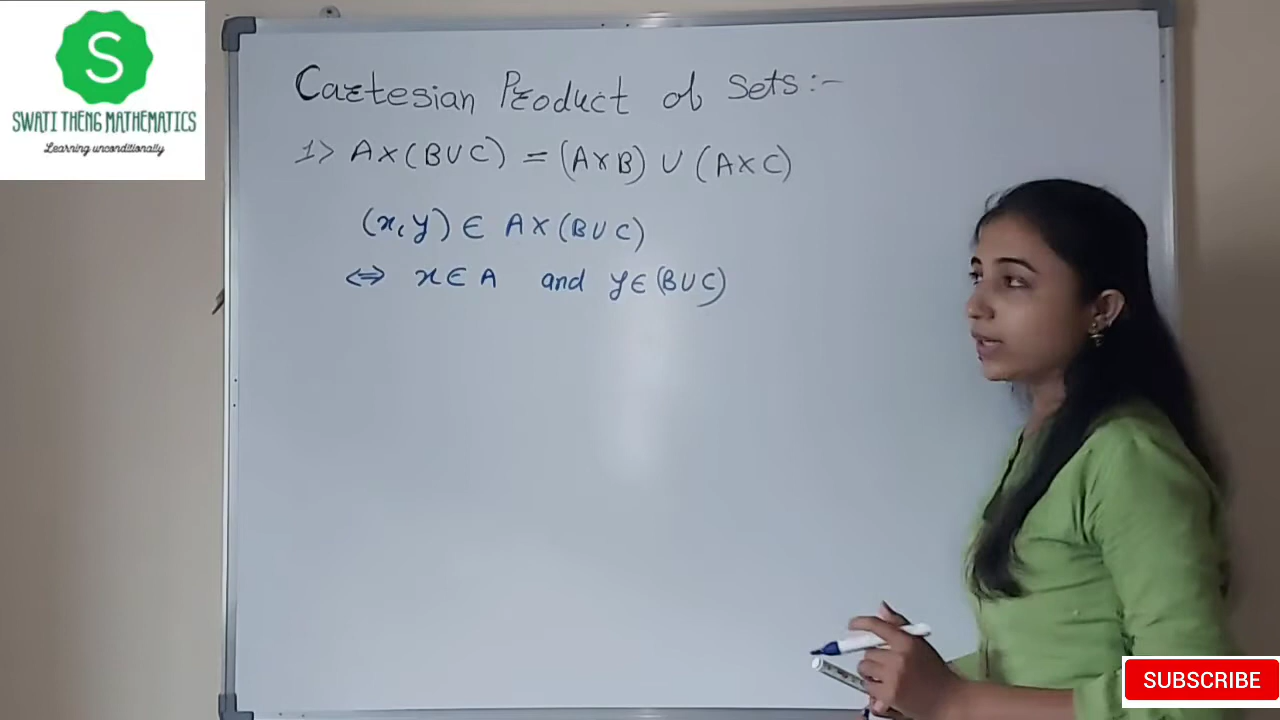 S
SWATI THENG MATHEMATICS
Learning unconditionally
Cartesian Product of Sets :-
1> A×(B∪C) = (A×B) ∪ (A×C)
(x, y) ∈ A×(B∪C)
⇔ x∈A and y∈(B∪C)
SUBSCRIBE